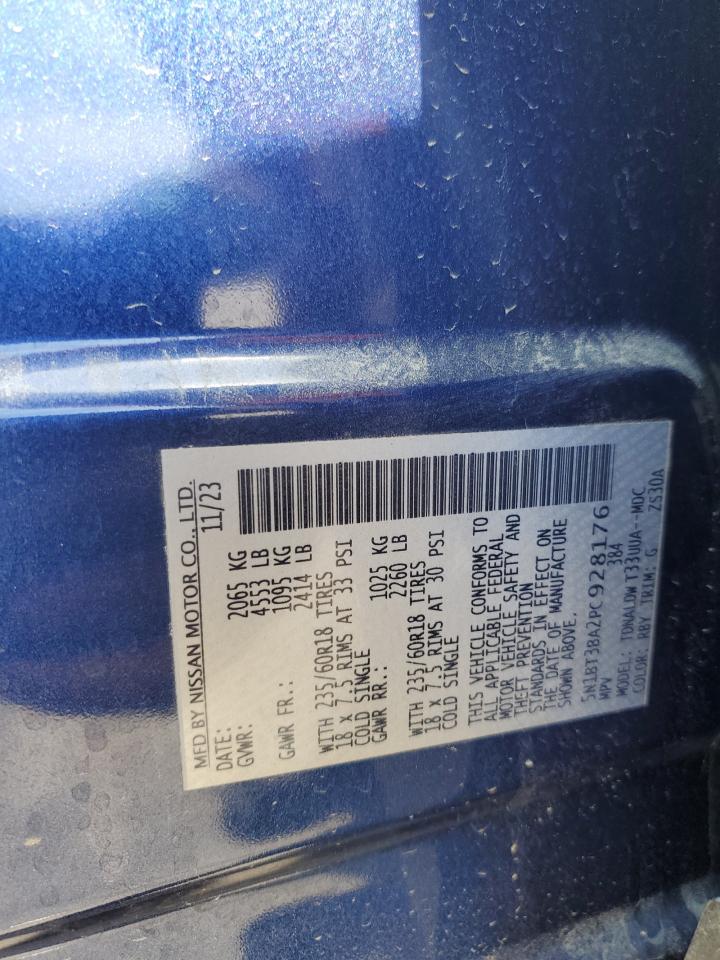 MFD BY NISSAN MOTOR CO., LTD.
DATE: 11/23
GVWR: 2065 KG
4553 LB
GAWR FR.: 1095 KG
2414 LB
WITH 235/60R18 TIRES
18 X 7.5 RIMS AT 33 PSI
COLD SINGLE
GAWR RR.: 1025 KG
2260 LB
WITH 235/60R18 TIRES
18 X 7.5 RIMS AT 30 PSI
COLD SINGLE
THIS VEHICLE CONFORMS TO
ALL APPLICABLE FEDERAL
MOTOR VEHICLE SAFETY AND
THEFT PREVENTION
STANDARDS IN EFFECT ON
THE DATE OF MANUFACTURE
SHOWN ABOVE.
5N1BT3BA2PC928176
MPV 384
MODEL: TDNALDW T33UUA--MDC
COLOR: RBY TRIM: G ZS30A